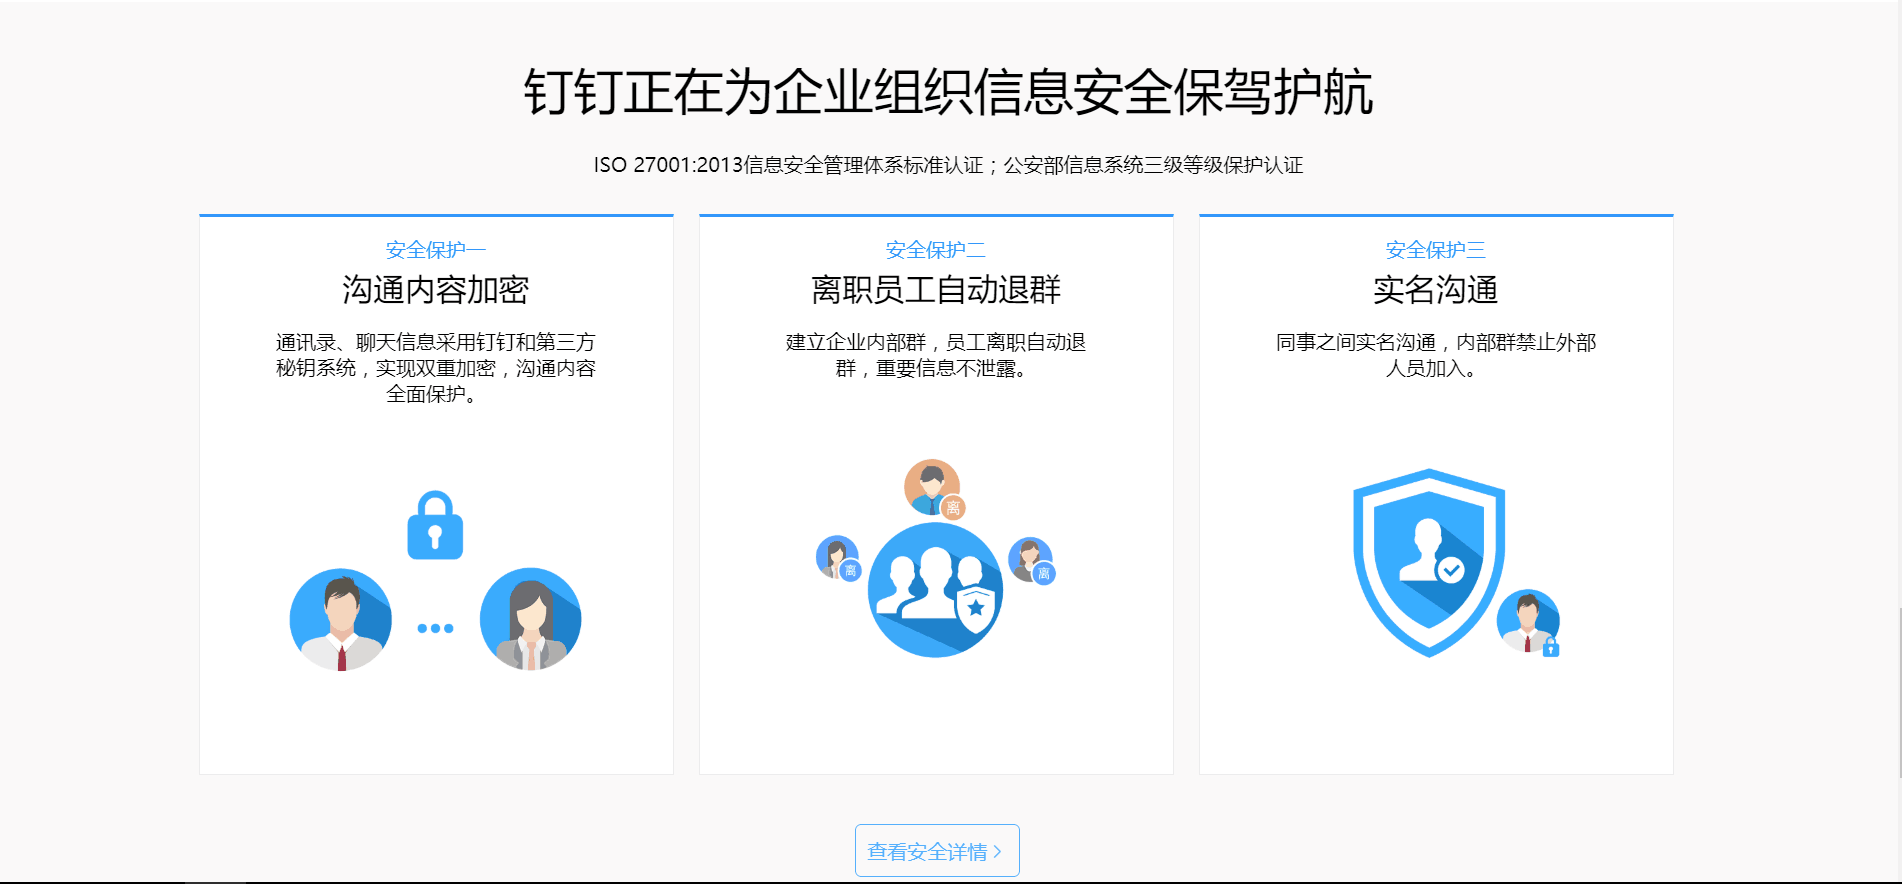 钉钉正在为企业组织信息安全保驾护航
ISO 27001:2013信息安全管理体系标准认证；公安部信息系统三级等级保护认证
安全保护一
沟通内容加密
通讯录、聊天信息采用钉钉和第三方
秘钥系统，实现双重加密，沟通内容
全面保护。
安全保护二
离职员工自动退群
建立企业内部群，员工离职自动退
群，重要信息不泄露。
离
离
离
安全保护三
实名沟通
同事之间实名沟通，内部群禁止外部
人员加入。
查看安全详情